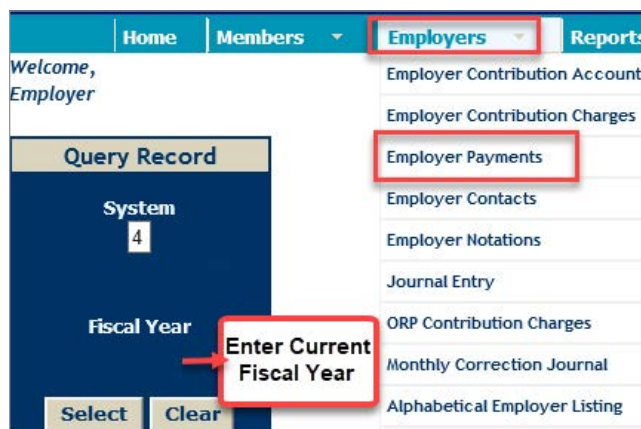 Home Members Employers Reports
Welcome,
Employer
Query Record
System
4
Fiscal Year
Enter Current
Fiscal Year
Select Clear
Employer Contribution Account
Employer Contribution Charges
Employer Payments
Employer Contacts
Employer Notations
Journal Entry
ORP Contribution Charges
Monthly Correction Journal
Alphabetical Employer Listing